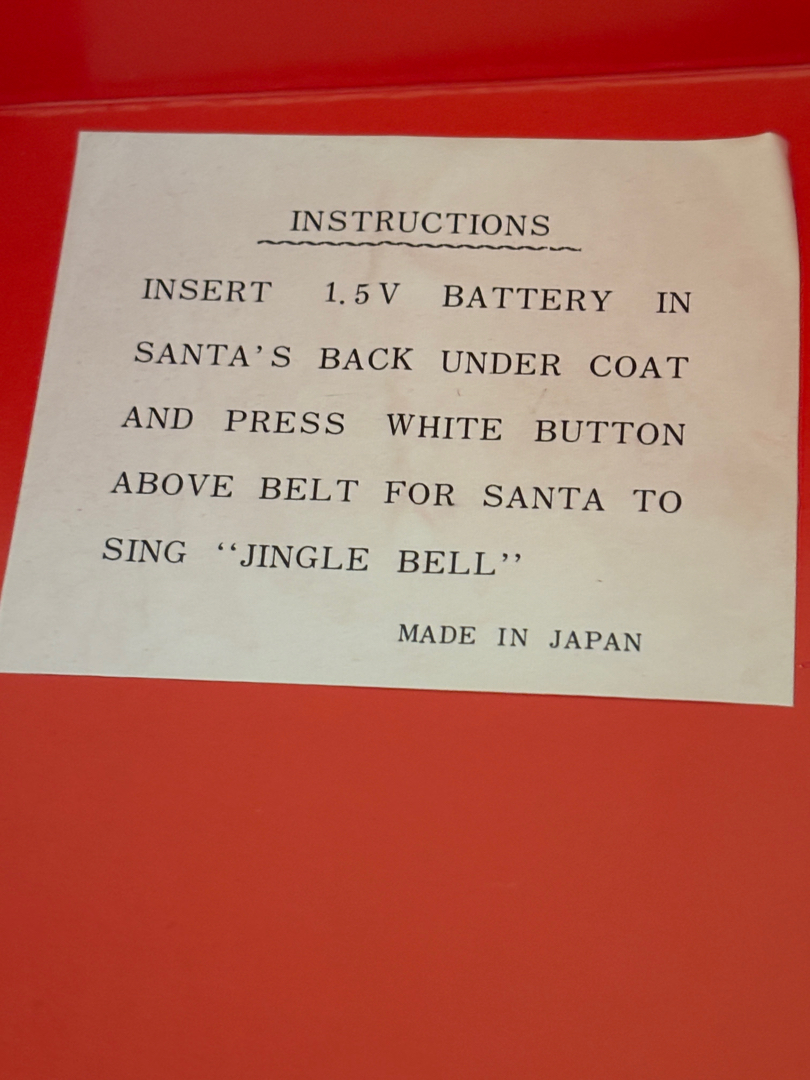 INSTRUCTIONS
INSERT 1.5V BATTERY IN
SANTA'S BACK UNDER COAT
AND PRESS WHITE BUTTON
ABOVE BELT FOR SANTA TO
SING “JINGLE BELL”
MADE IN JAPAN